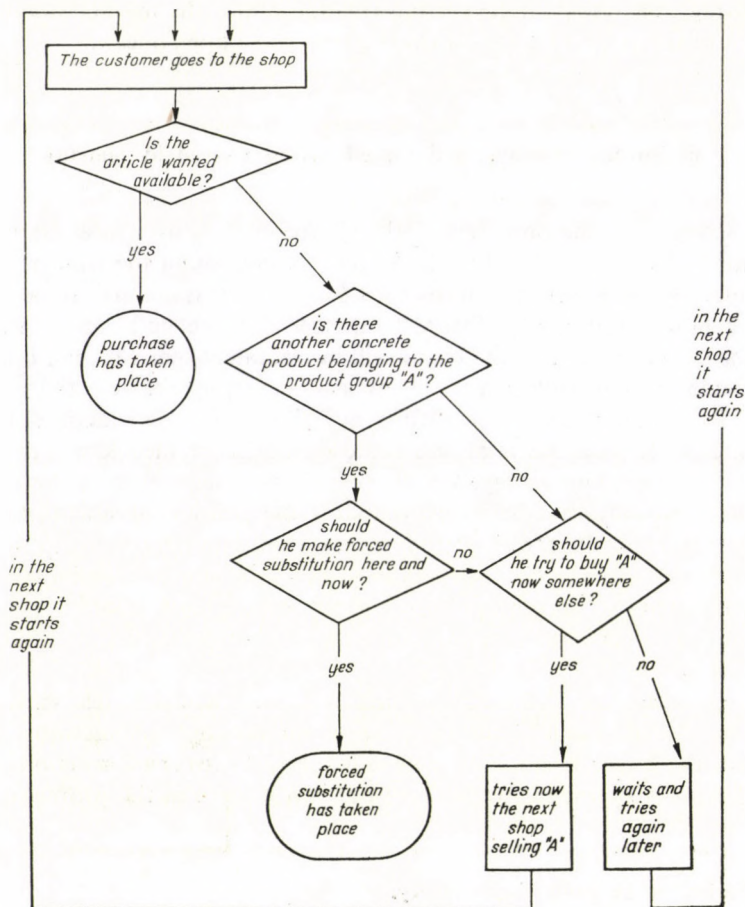 The customer goes to the shop
Is the
article wanted
available?
yes
no
purchase
has taken
place
is there
another concrete
product belonging to the
product group "A"?
in the
next
shop
it
starts
again
yes
no
should
he make forced
substitution here and
now?
no
should
he try to buy "A"
now somewhere
else?
in the
next
shop it
starts
again
yes
yes
no
forced
substitution
has taken
place
tries now
the next
shop
selling "A"
waits and
tries
again
later